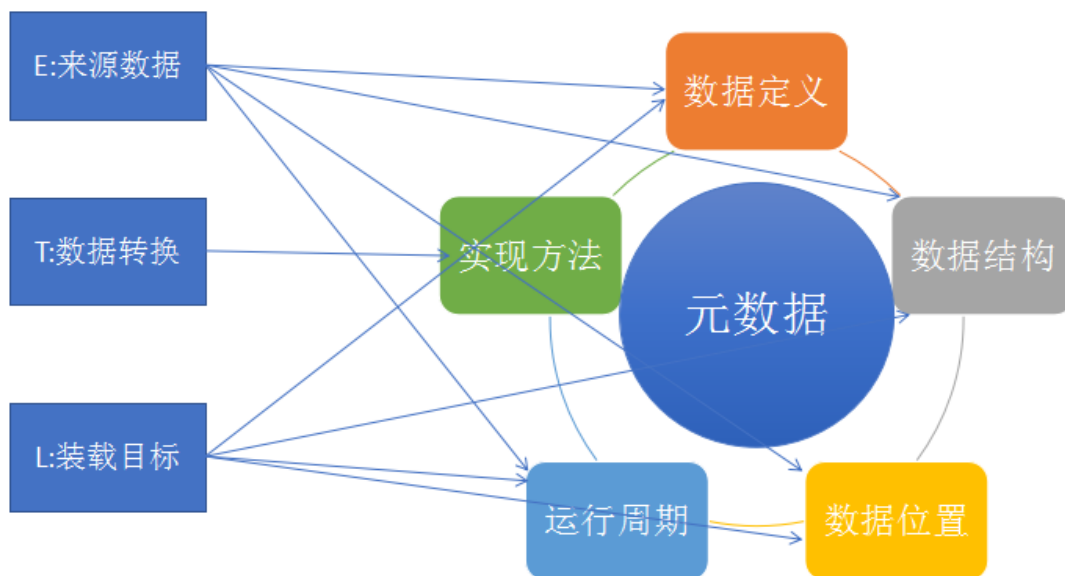 E:来源数据
T:数据转换
L:装载目标
数据定义
实现方法
数据结构
元数据
运行周期
数据位置